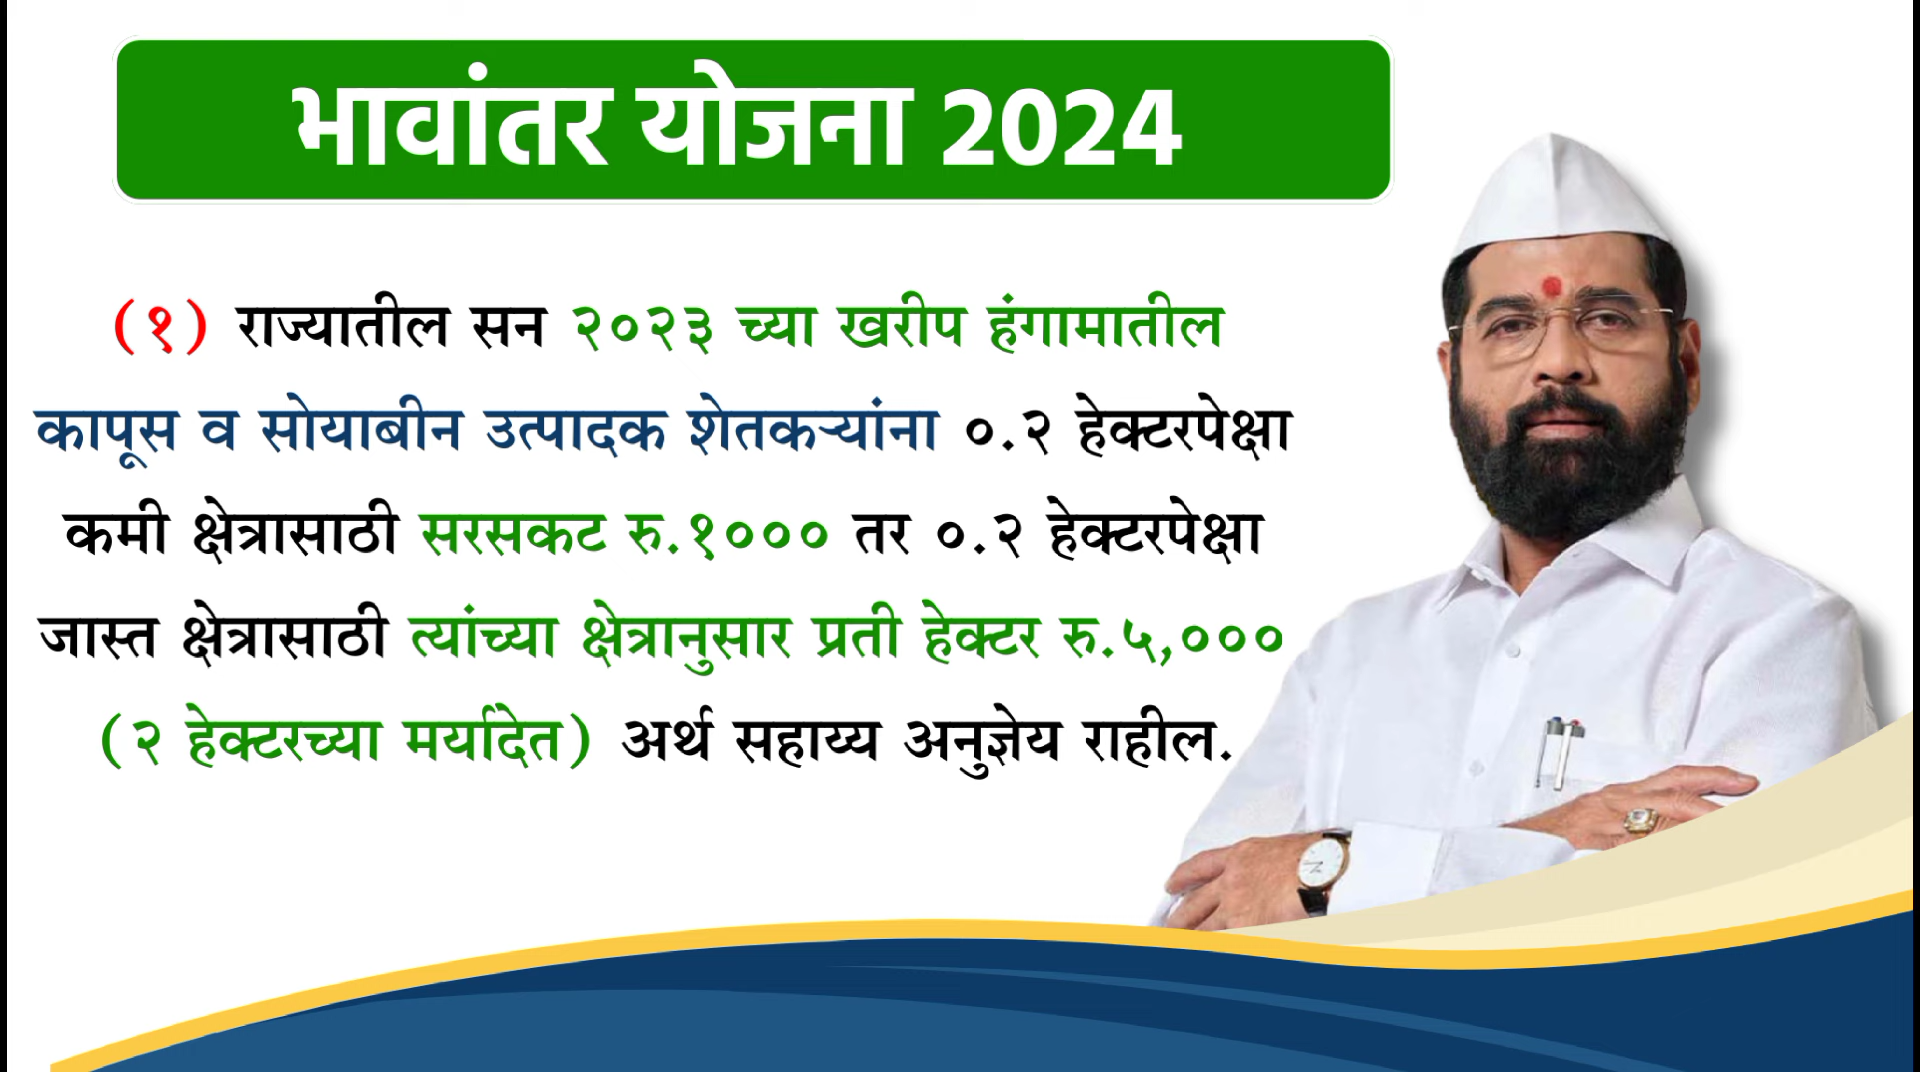 भावांतर योजना 2024
(१) राज्यातील सन २०२३ च्या खरीप हंगामातील
कापूस व सोयाबीन उत्पादक शेतकऱ्यांना ०.२ हेक्टरपेक्षा
कमी क्षेत्रासाठी सरसकट रु.१००० तर ०.२ हेक्टरपेक्षा
जास्त क्षेत्रासाठी त्यांच्या क्षेत्रानुसार प्रती हेक्टर रु.५,०००
(२ हेक्टरच्या मर्यादेत) अर्थ सहाय्य अनुज्ञेय राहील.